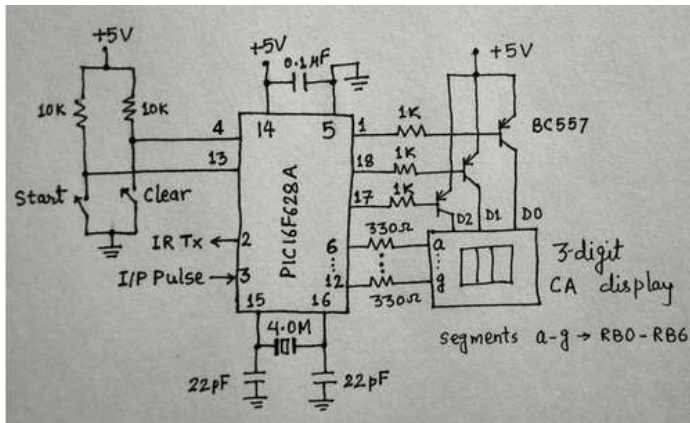 +5V
+5V
0.1µF
+5V
10K
10K
4
14
5
1
1K
BC557
13
18
1K
Start
Clear
17
1K
D2
D1
D0
PIC16F628A
IR Tx
2
6
330Ω
a
3-digit
I/P Pulse
3
12
330Ω
g
CA display
15
16
4.0M
segments a-g → RB0-RB6
22pF
22pF